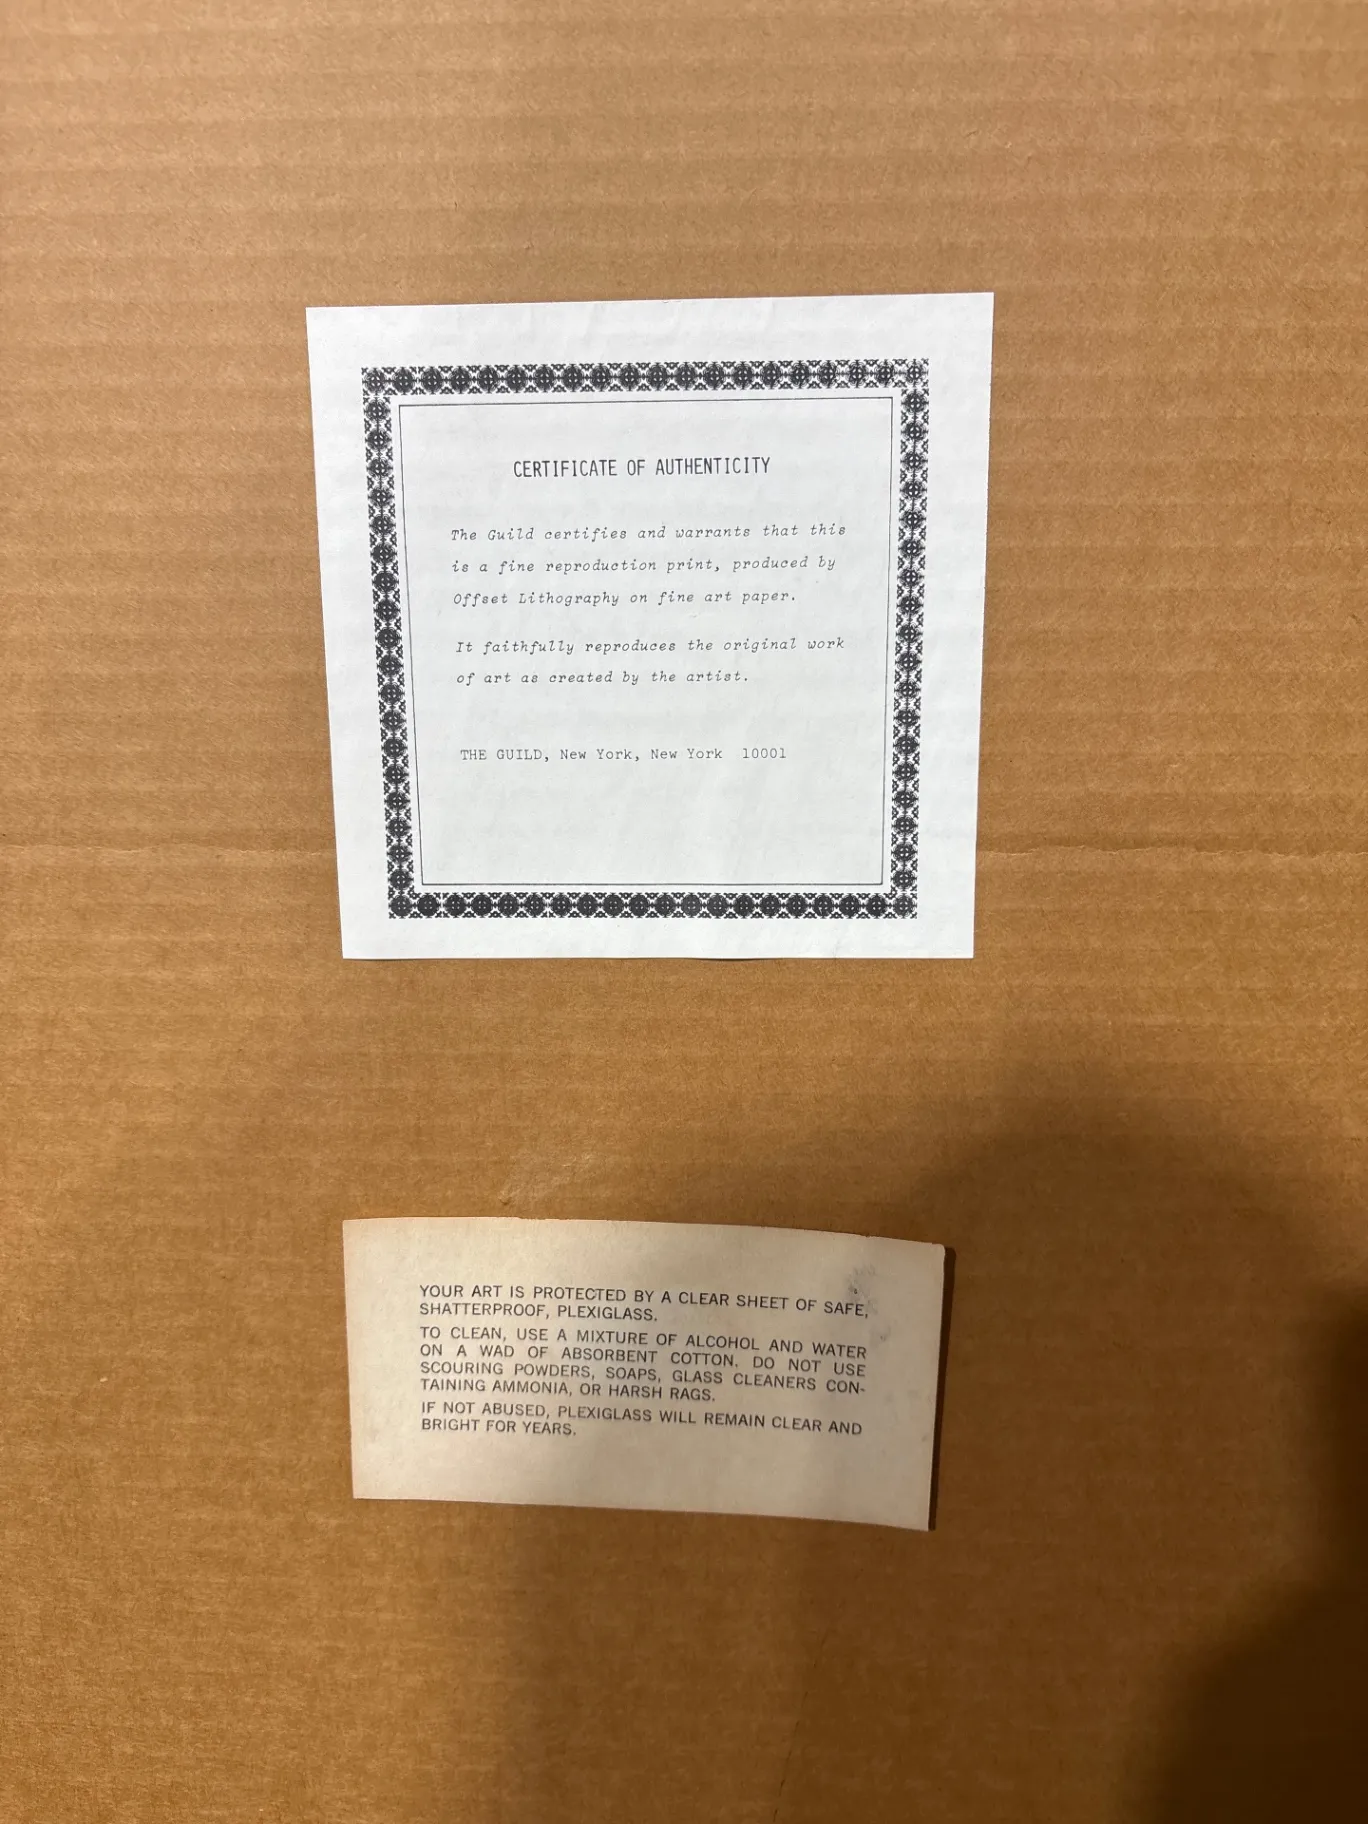 CERTIFICATE OF AUTHENTICITY
The Guild certifies and warrants that this
is a fine reproduction print, produced by
Offset Lithography on fine art paper.
It faithfully reproduces the original work
of art as created by the artist.
THE GUILD, New York, New York 10001
YOUR ART IS PROTECTED BY A CLEAR SHEET OF SAFE,
SHATTERPROOF, PLEXIGLASS.
TO CLEAN, USE A MIXTURE OF ALCOHOL AND WATER
ON A WAD OF ABSORBENT COTTON. DO NOT USE
SCOURING POWDERS, SOAPS, GLASS CLEANERS CON-
TAINING AMMONIA, OR HARSH RAGS.
IF NOT ABUSED, PLEXIGLASS WILL REMAIN CLEAR AND
BRIGHT FOR YEARS.